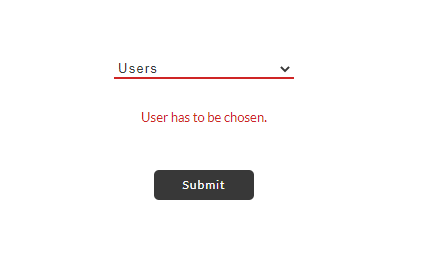 Users
User has to be chosen.
Submit